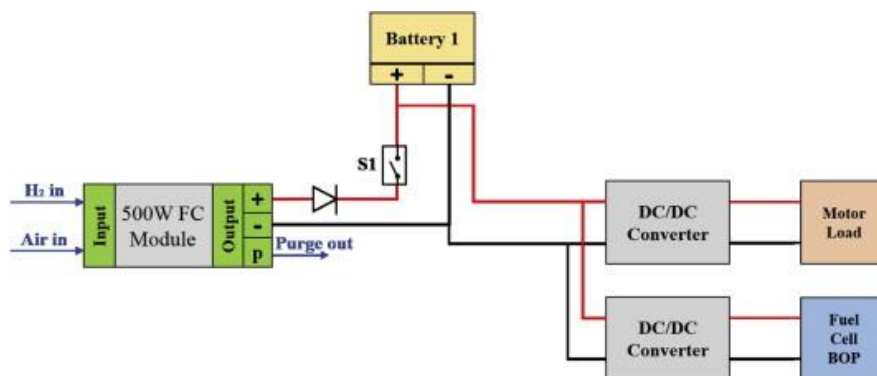 Battery 1
+ -
S1
H₂ in
Air in
Input
500W FC
Module
Output
+
-
P
Purge out
DC/DC
Converter
Motor
Load
DC/DC
Converter
Fuel
Cell
BOP